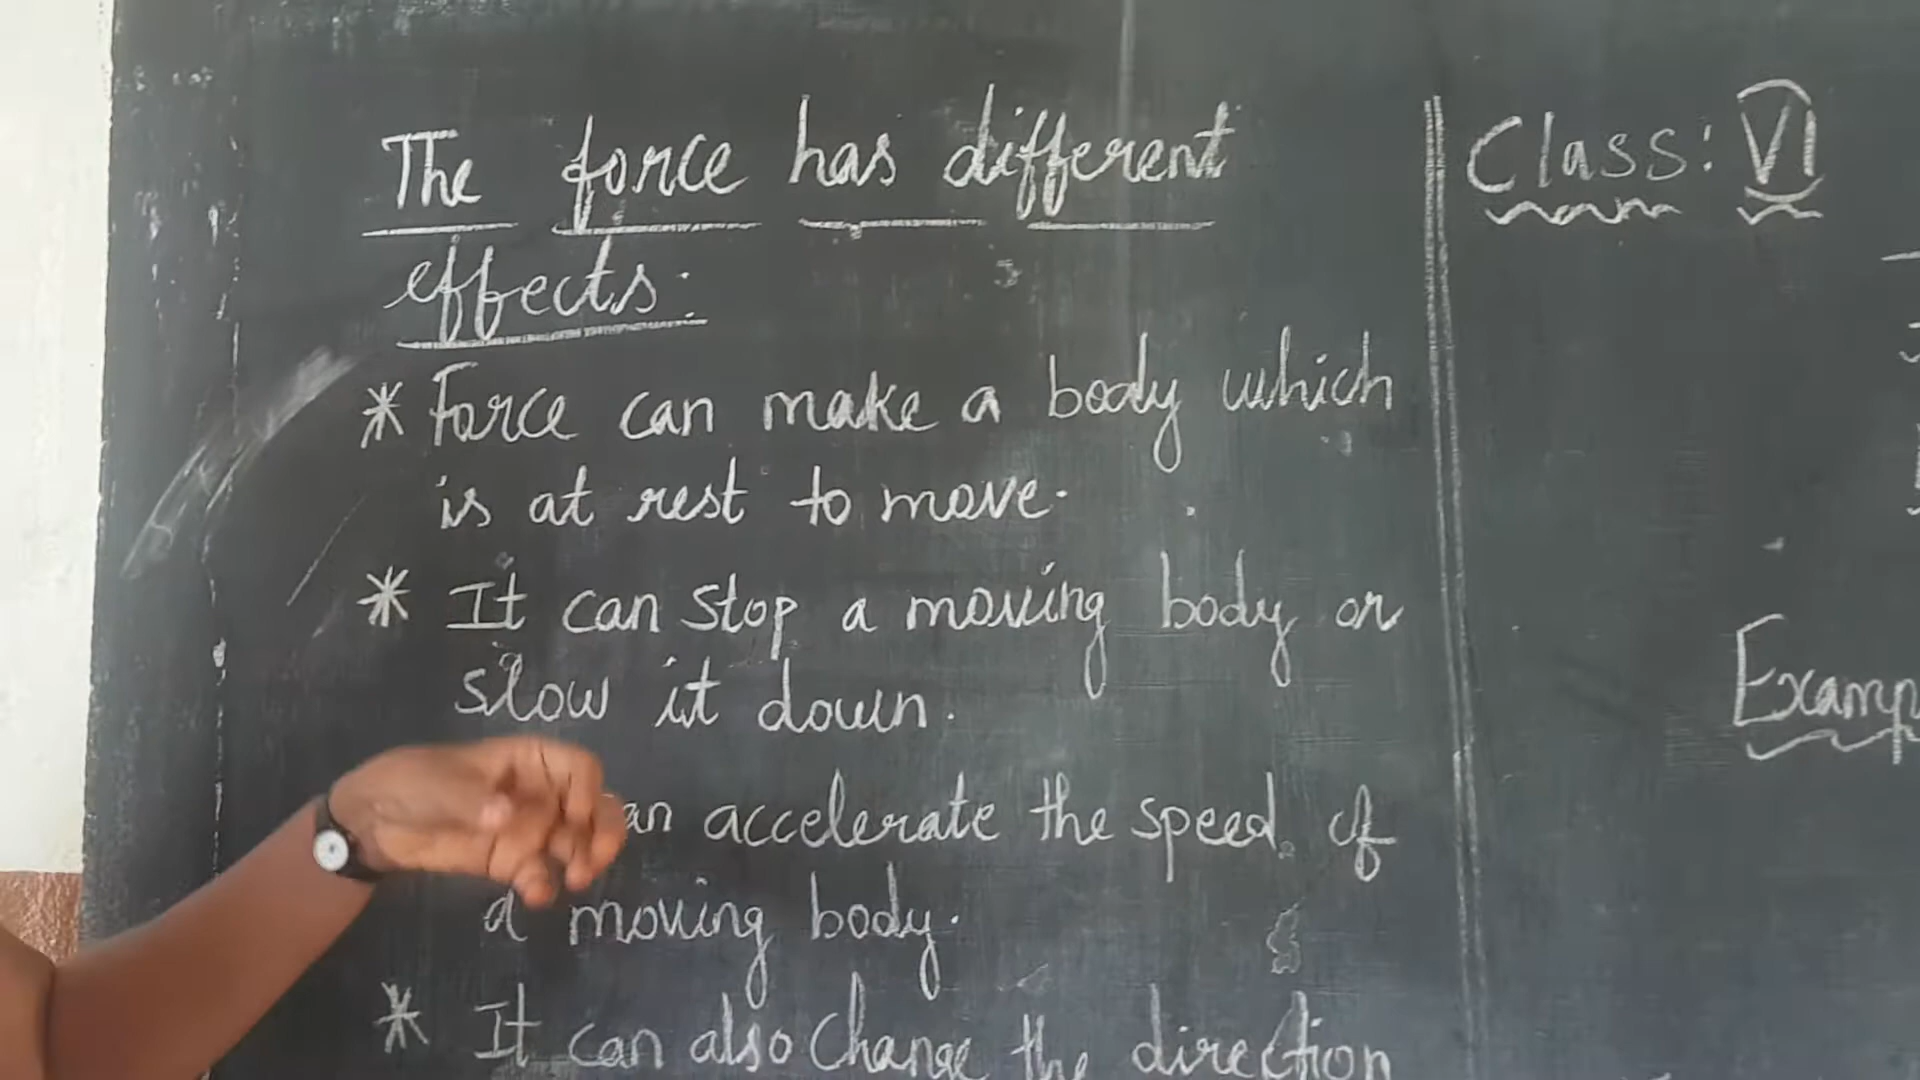 The force has different
effects:
* Force can make a body which
is at rest to move.
* It can stop a moving body or
slow it down.
accelerate the speed of
a moving body.
* It can also change the direction
Class: VI